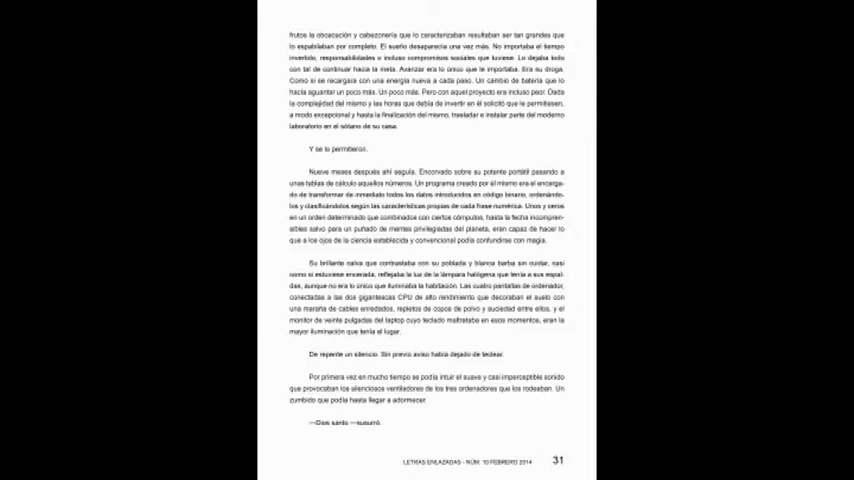 frutos la obcecación y cabezonería que lo caracterizaban resultaban ser tan grandes que
lo espabilaban por completo. El sueño desaparecía una vez más. No importaba el tiempo
invertido, responsabilidades o incluso compromisos sociales que tuviese. Lo dejaba todo
con tal de continuar hacia la meta. Avanzar era lo único que le importaba. Era su droga.
Como si se recargara con una energía nueva a cada paso. Un cambio de batería que lo
hacía aguantar un poco más. Un poco más. Pero con aquel proyecto era incluso peor. Dada
la complejidad del mismo y las horas que debía de invertir en él solicitó que le permitiesen,
a modo excepcional y hasta la finalización del mismo, trasladar e instalar parte del moderno
laboratorio en el sótano de su casa.
Y se lo permitieron.
Nueve meses después ahí seguía. Encorvado sobre su potente portátil pasando a
unas tablas de cálculo aquellos números. Un programa creado por él mismo era el encarga-
do de transformar de inmediato todos los datos introducidos en código binario, ordenándo-
los y clasificándolos según las características propias de cada frase numérica. Unos y ceros
en un orden determinado que combinados con ciertos cómputos, hasta la fecha incompren-
sibles salvo para un puñado de mentes privilegiadas del planeta, eran capaz de hacer lo
que a los ojos de la ciencia establecida y convencional podía confundirse con magia.
Su brillante calva que contrastaba con su poblada y blanca barba sin cuidar, casi
como si estuviese encerada, reflejaba la luz de la lámpara halógena que tenía a sus espal-
das, aunque no era lo único que iluminaba la habitación. Las cuatro pantallas de ordenador,
conectadas a las dos gigantescas CPU de alto rendimiento que decoraban el suelo con
una maraña de cables enredados, repletos de copos de polvo y suciedad entre ellos, y el
monitor de veinte pulgadas del laptop cuyo teclado maltrataba en esos momentos, eran la
mayor iluminación que tenía el lugar.
De repente un silencio. Sin previo aviso había dejado de teclear.
Por primera vez en mucho tiempo se podía intuir el suave y casi imperceptible sonido
que provocaban los silenciosos ventiladores de los tres ordenadores que los rodeaban. Un
zumbido que podía hasta llegar a adormecer.
—Dios santo —susurró.
LETRAS ENLAZADAS - NÚM. 10 FEBRERO 2014 31